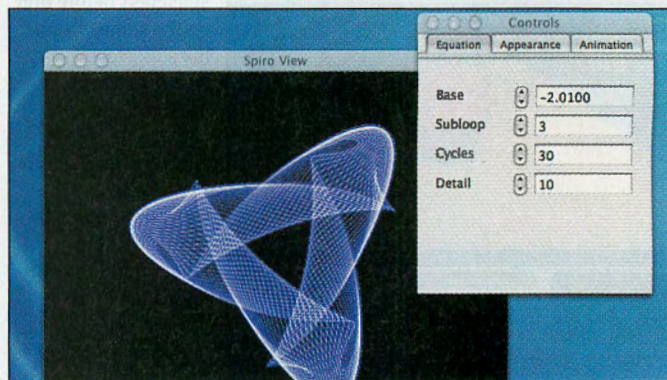 Controls
Equation Appearance Animation
Spiro View
Base -2.0100
Subloop 3
Cycles 30
Detail 10